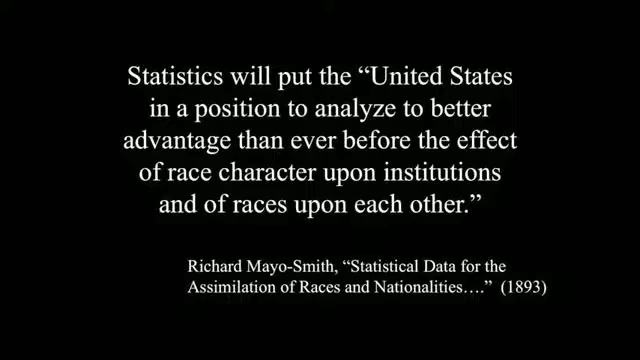 Statistics will put the “United States
in a position to analyze to better
advantage than ever before the effect
of race character upon institutions
and of races upon each other.”
Richard Mayo-Smith, “Statistical Data for the
Assimilation of Races and Nationalities….” (1893)